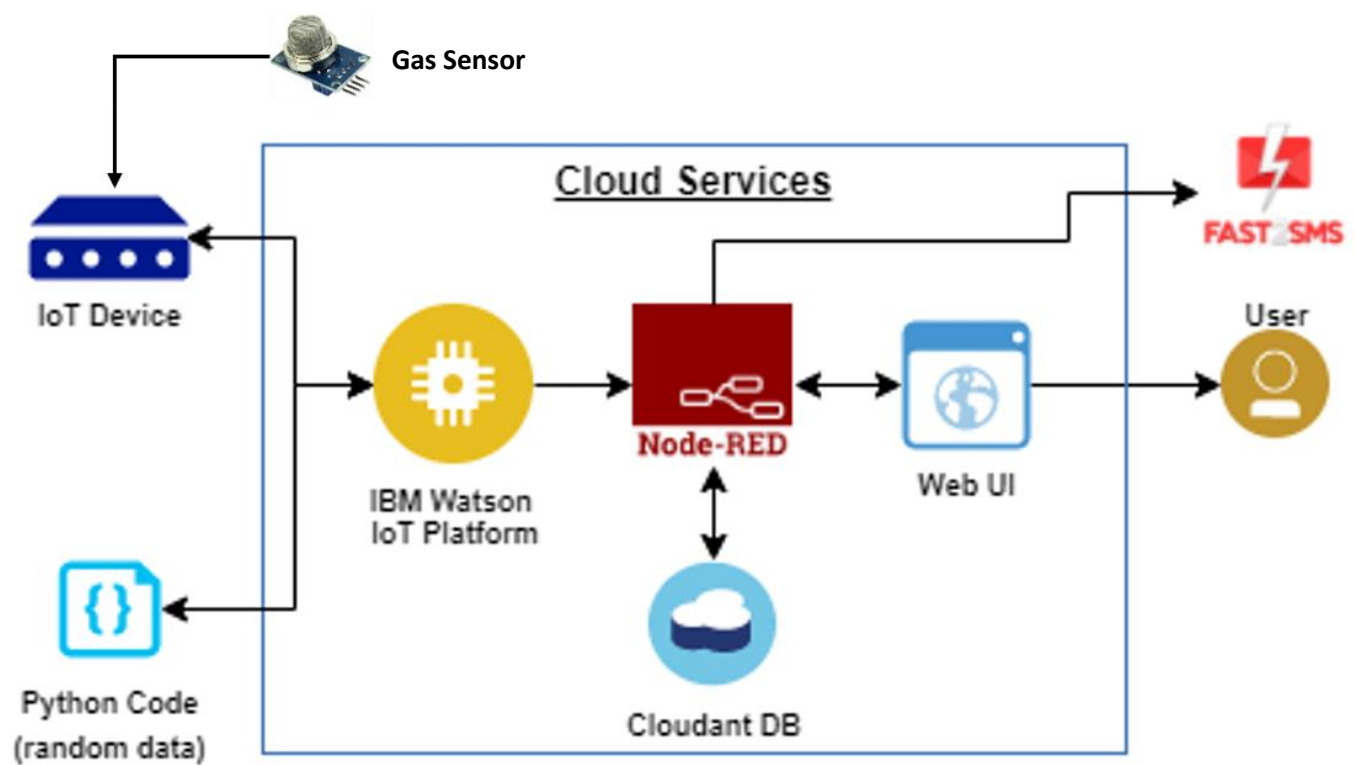 Gas Sensor
Cloud Services
FAST2SMS
IoT Device
User
Node-RED
Web UI
IBM Watson
IoT Platform
Python Code
(random data)
Cloudant DB